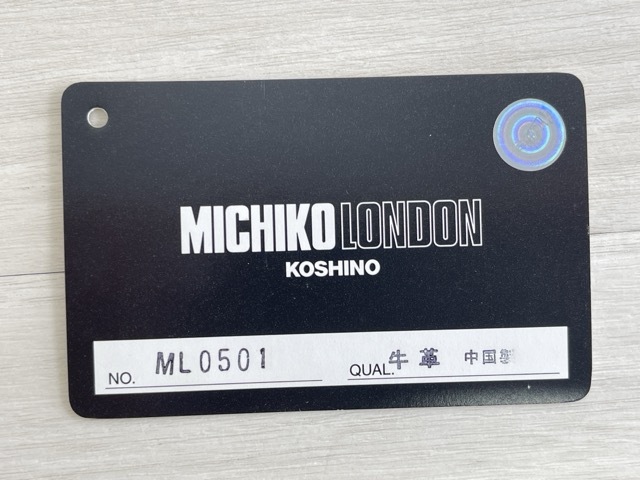 MICHIKO LONDON
KOSHINO
NO. ML0501 QUAL. 牛革 中国製